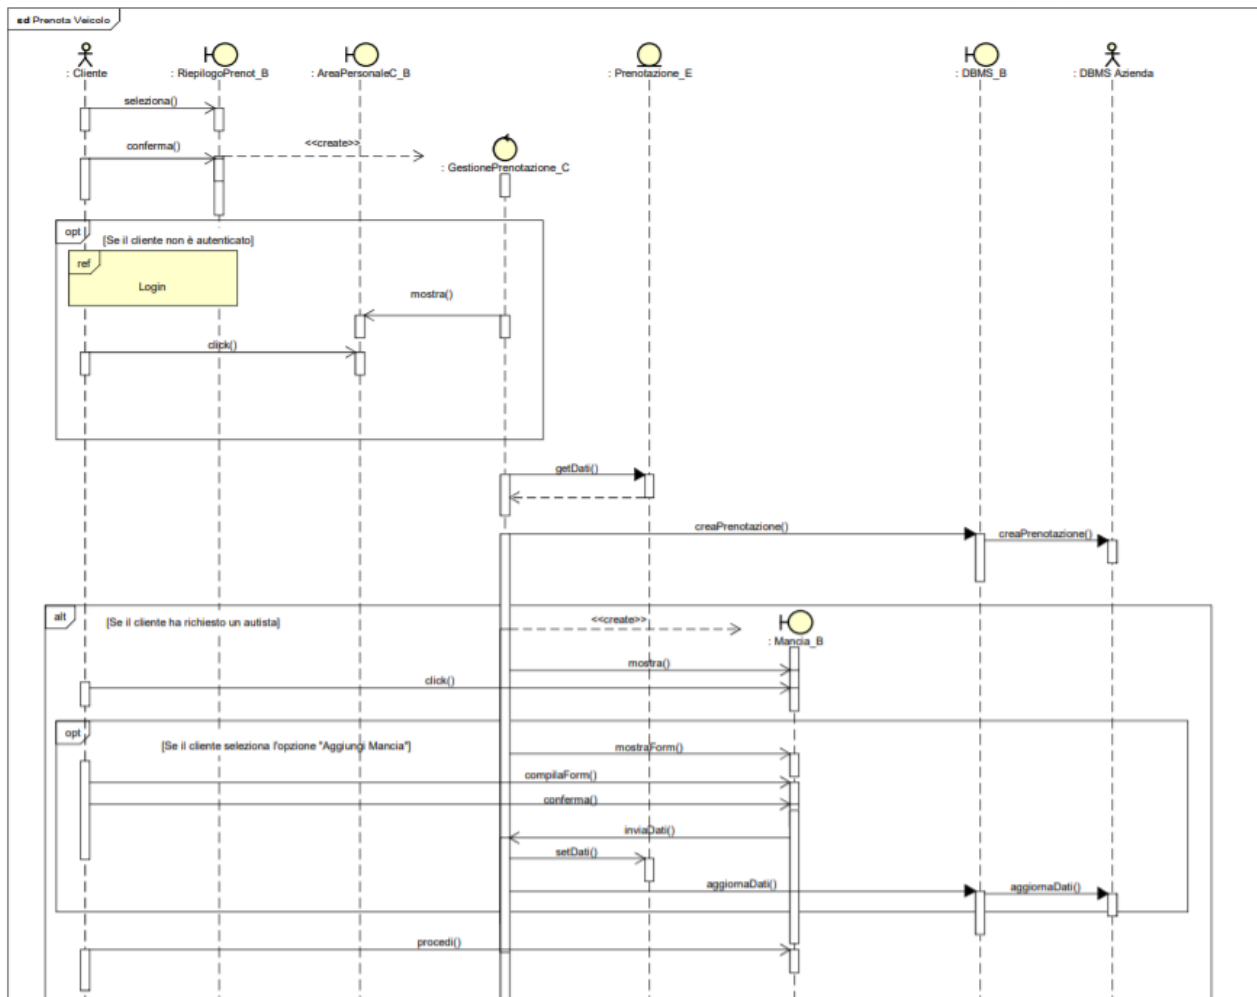 sd Prenota Veicolo
: Cliente
: RiepilogoPrenot_B
: AreaPersonaleC_B
: Prenotazione_E
: DBMS_B
: DBMS Azienda
seleziona()
conferma()
<<create>>
: GestionePrenotazione_C
opt
[Se il cliente non è autenticato]
ref
Login
mostra()
click()
getDati()
creaPrenotazione()
creaPrenotazione()
alt
[Se il cliente ha richiesto un autista]
<<create>>
: Mancia_B
mostra()
click()
opt
[Se il cliente seleziona l'opzione "Aggiungi Mancia"]
mostraForm()
compilaForm()
conferma()
inviaDati()
setDati()
aggiornaDati()
aggiornaDati()
procedi()